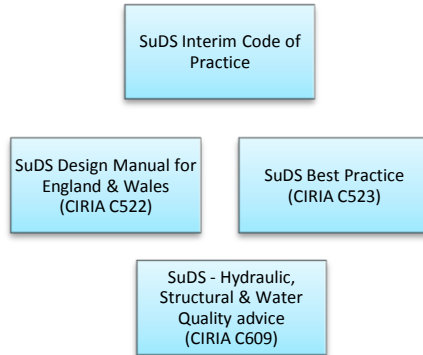 SuDS Interim Code of
Practice
SuDS Design Manual for
England & Wales
(CIRIA C522)
SuDS Best Practice
(CIRIA C523)
SuDS - Hydraulic,
Structural & Water
Quality advice
(CIRIA C609)